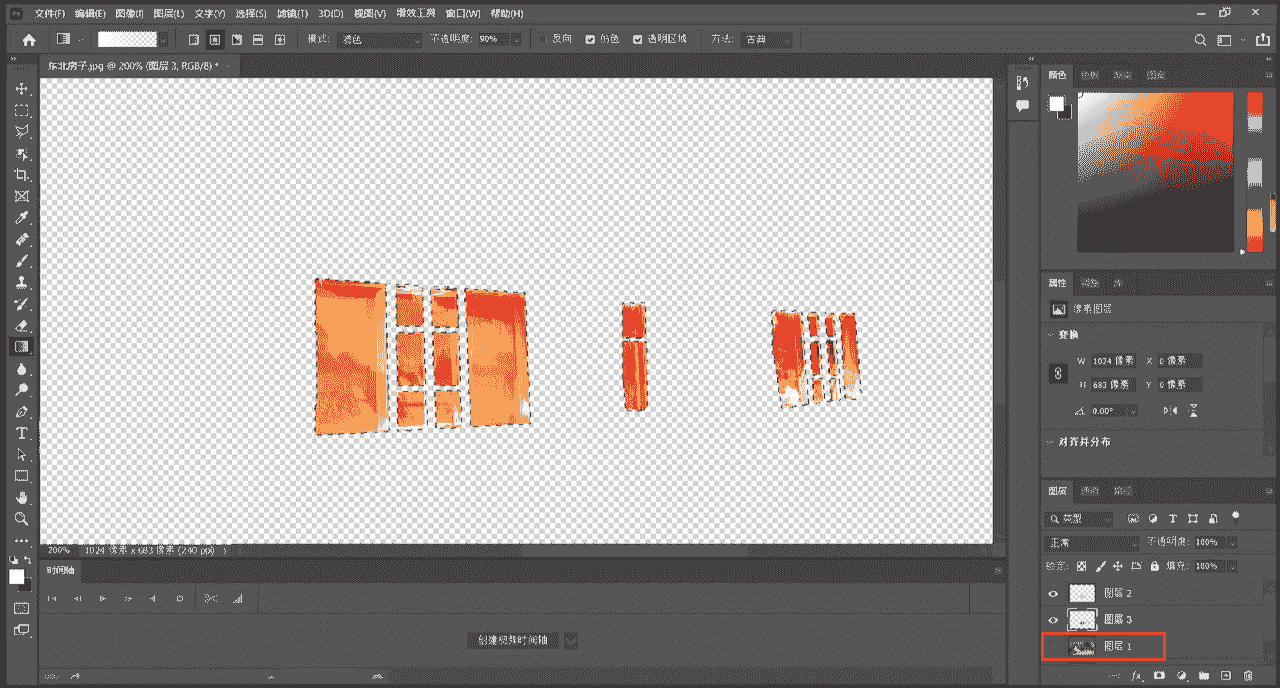 文件(F) 编辑(E) 图像(I) 图层(L) 文字(Y) 选择(S) 滤镜(T) 3D(D) 视图(V) 增效工具 窗口(W) 帮助(H)
模式: 滤色 不透明度: 90% 反向 仿色 透明区域 方法: 古典
东北房子.jpg @ 200% (图层 3, RGB/8) *
颜色
属性
像素图层
变换
W 1024 像素 X 0 像素
H 683 像素 Y 0 像素
0.00°
对齐并分布
图层
类型
正常 不透明度: 100%
锁定: 填充: 100%
图层 2
图层 3
图层 1
200% 1024 像素 x 683 像素 (240 ppi)
时间轴
创建视频时间轴